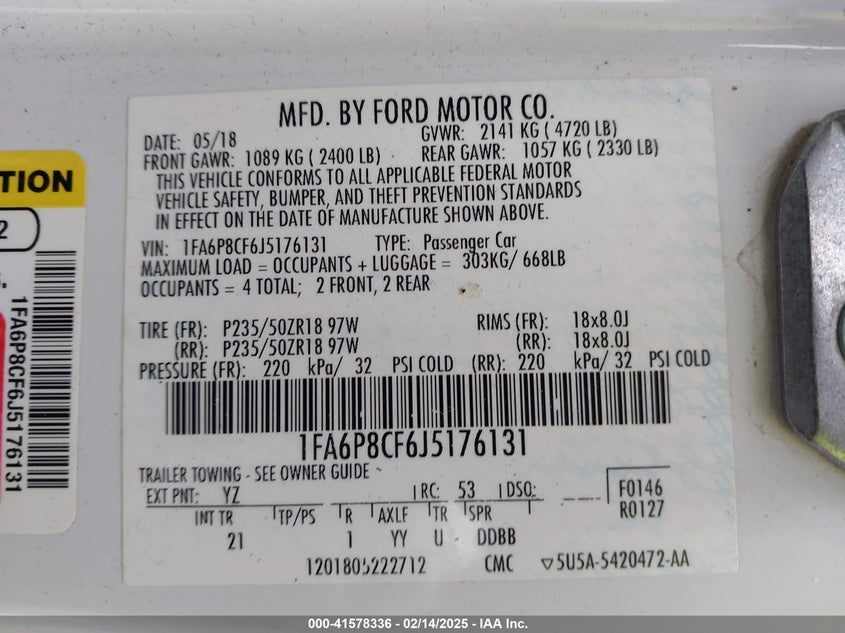 MFD. BY FORD MOTOR CO.
DATE: 05/18 GVWR: 2141 KG ( 4720 LB)
FRONT GAWR: 1089 KG ( 2400 LB) REAR GAWR: 1057 KG ( 2330 LB)
THIS VEHICLE CONFORMS TO ALL APPLICABLE FEDERAL MOTOR
VEHICLE SAFETY, BUMPER, AND THEFT PREVENTION STANDARDS
IN EFFECT ON THE DATE OF MANUFACTURE SHOWN ABOVE.
VIN: 1FA6P8CF6J5176131 TYPE: Passenger Car
MAXIMUM LOAD = OCCUPANTS + LUGGAGE = 303KG/ 668LB
OCCUPANTS = 4 TOTAL; 2 FRONT, 2 REAR
TIRE (FR): P235/50ZR18 97W RIMS (FR): 18x8.0J
(RR): P235/50ZR18 97W (RR): 18x8.0J
PRESSURE (FR): 220 kPa/ 32 PSI COLD (RR): 220 kPa/ 32 PSI COLD
1FA6P8CF6J5176131
TRAILER TOWING - SEE OWNER GUIDE
EXT PNT: YZ RC: 53 DSO: F0146
R0127
INT TR TP/PS R AXLE TR SPR
21 1 YY U DDBB
1201805222712 CMC 5U5A-5420472-AA
TION
2
1FA6P8CF6J5176131
000-41578336 - 02/14/2025 - IAA Inc.